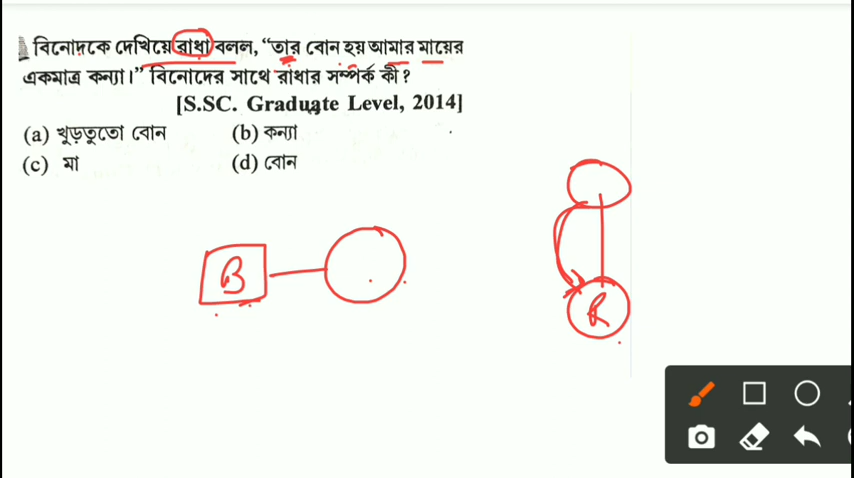 বিনোদকে দেখিয়ে রাধা বলল, “তার বোন হয় আমার মায়ের
একমাত্র কন্যা।” বিনোদের সাথে রাধার সম্পর্ক কী?
[S.SC. Graduate Level, 2014]
(a) খুড়তুতো বোন (b) কন্যা
(c) মা (d) বোন
B
R